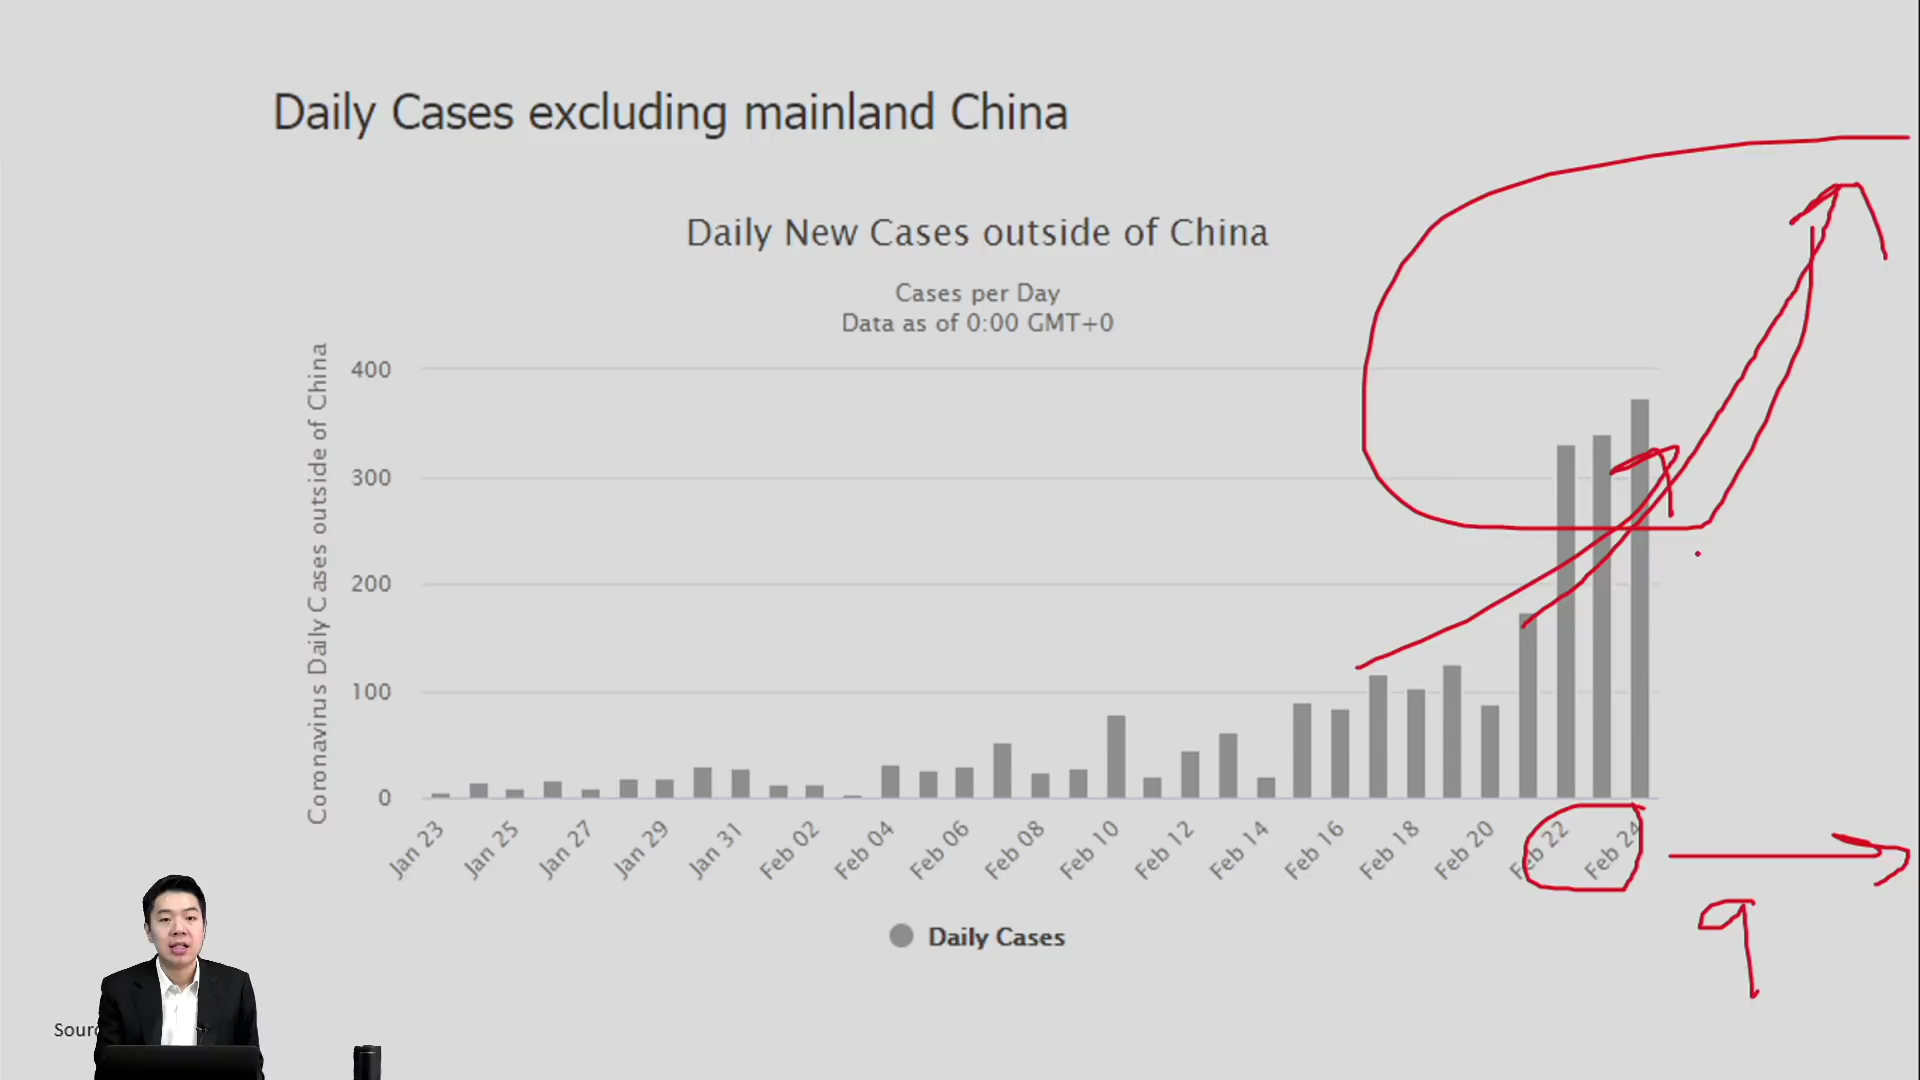 Daily Cases excluding mainland China
Daily New Cases outside of China
Cases per Day
Data as of 0:00 GMT+0
Coronavirus Daily Cases outside of China
400
300
200
100
0
Jan 23
Jan 25
Jan 27
Jan 29
Jan 31
Feb 02
Feb 04
Feb 06
Feb 08
Feb 10
Feb 12
Feb 14
Feb 16
Feb 18
Feb 20
Feb 22
Feb 24
9
Daily Cases